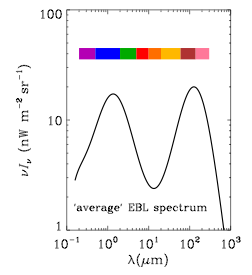 100
10
1
νI_ν (nW m⁻² sr⁻¹)
'average' EBL spectrum
10⁻¹ 10⁰ 10¹ 10² 10³
λ(μm)